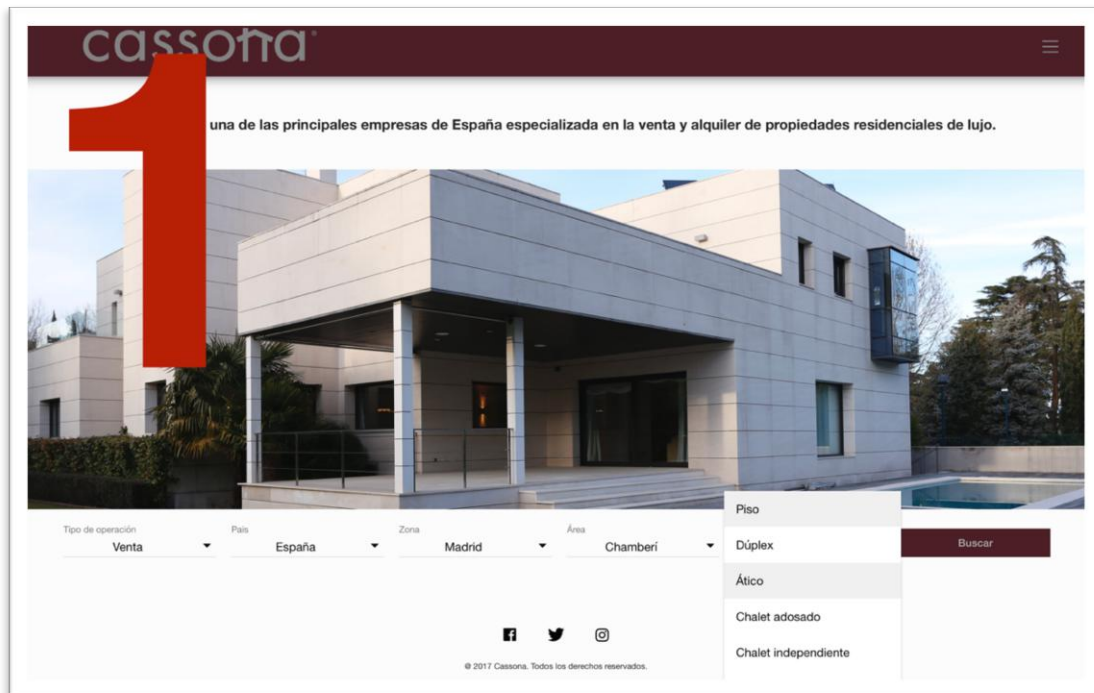 cassona
1
una de las principales empresas de España especializada en la venta y alquiler de propiedades residenciales de lujo.
Tipo de operación
Venta
País
España
Zona
Madrid
Área
Chamberí
Piso
Dúplex
Ático
Chalet adosado
Chalet independiente
Buscar
© 2017 Cassona. Todos los derechos reservados.